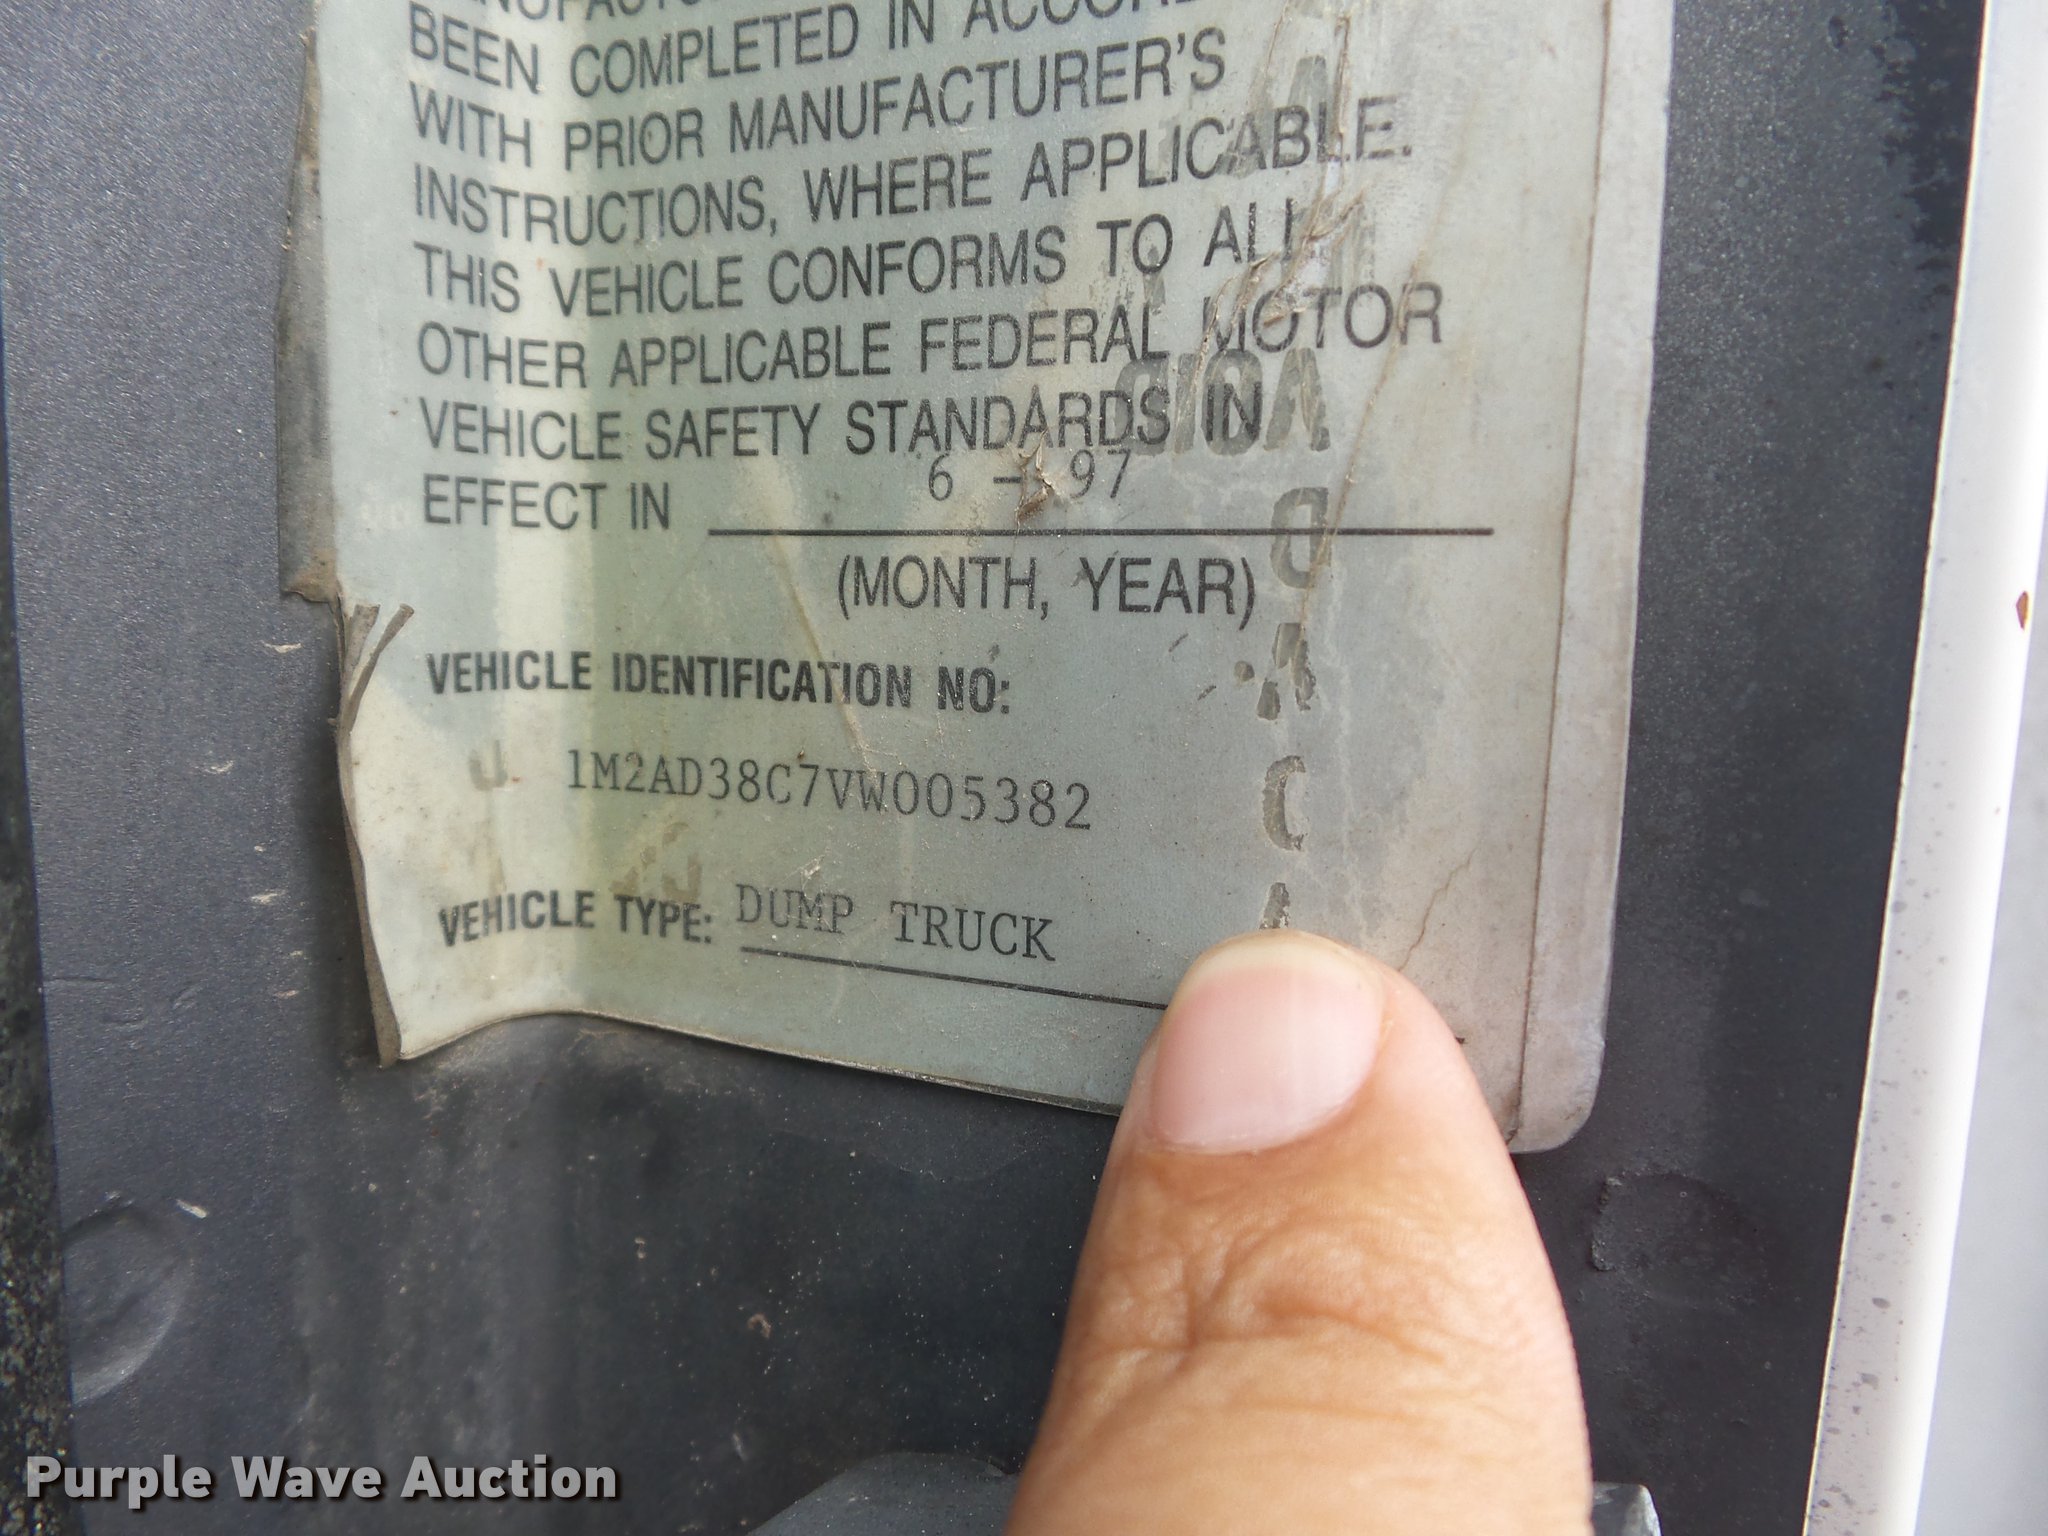 BEEN COMPLETED IN
WITH PRIOR MANUFACTURER'S
INSTRUCTIONS, WHERE APPLICABLE.
THIS VEHICLE CONFORMS TO ALL
OTHER APPLICABLE FEDERAL MOTOR
VEHICLE SAFETY STANDARDS IN
EFFECT IN 6 - 97
(MONTH, YEAR)
VEHICLE IDENTIFICATION NO:
1M2AD38C7VW005382
VEHICLE TYPE: DUMP TRUCK
VOID
Purple Wave Auction